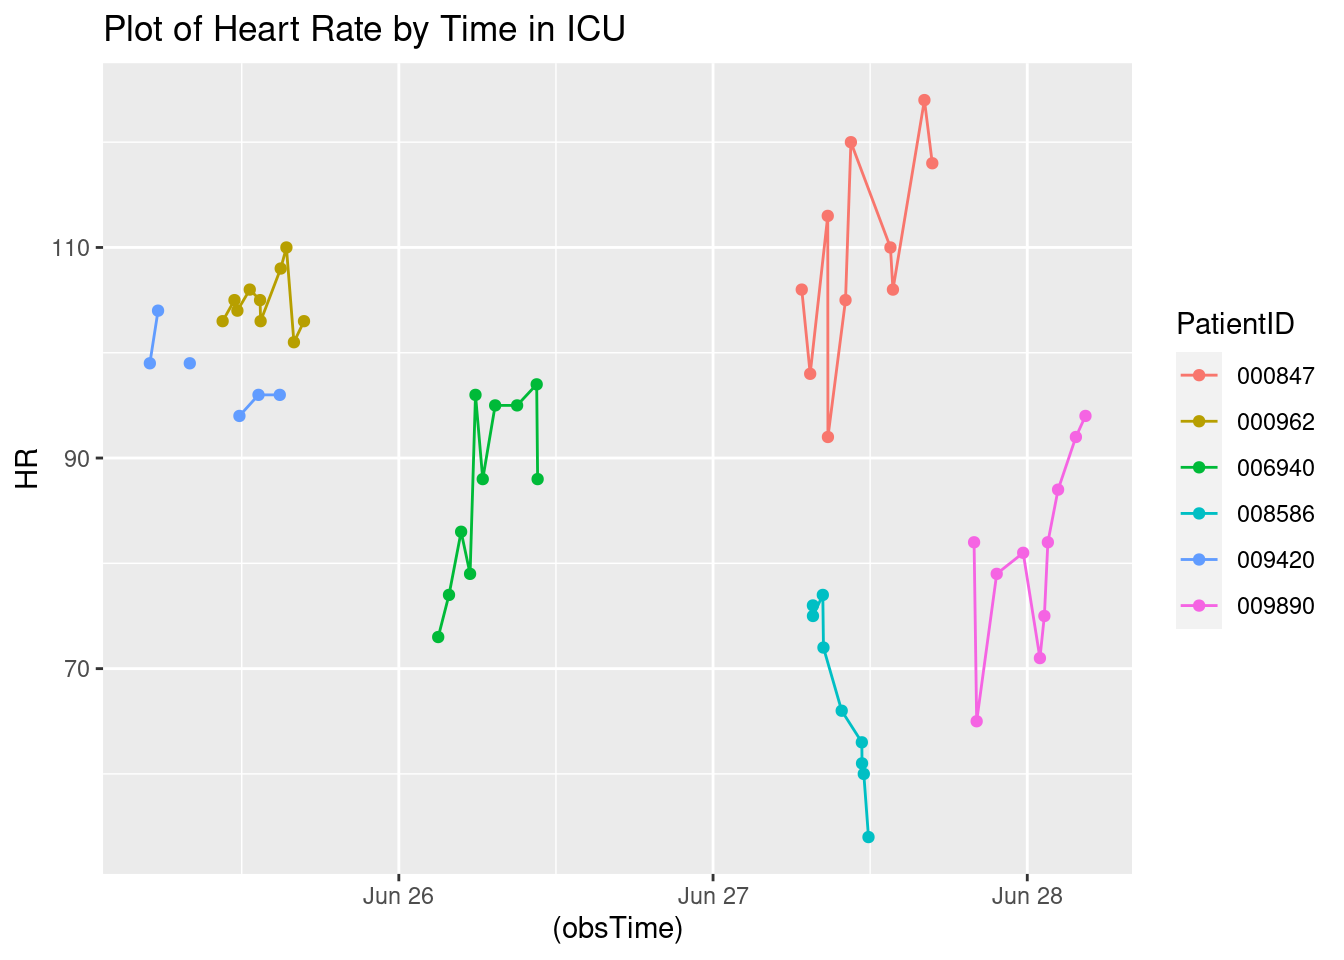 Plot of Heart Rate by Time in ICU
HR
110
90
70
Jun 26
Jun 27
Jun 28
(obsTime)
PatientID
000847
000962
006940
008586
009420
009890